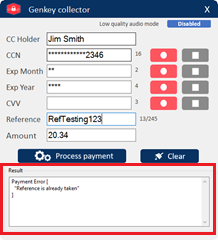 Genkey collector
X
Low quality audio mode Disabled
CC Holder Jim Smith
CCN ************2346 16
Exp Month ** 2
Exp Year **** 4
CVV 3
Reference RefTesting123 13/245
Amount 20.34
Process payment Clear
Result
Payment Error [
"Reference is already taken"
]